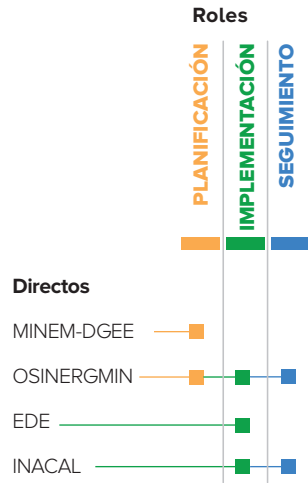 Roles
PLANIFICACIÓN
IMPLEMENTACIÓN
SEGUIMIENTO
Directos
MINEM-DGEE
OSINERGMIN
EDE
INACAL